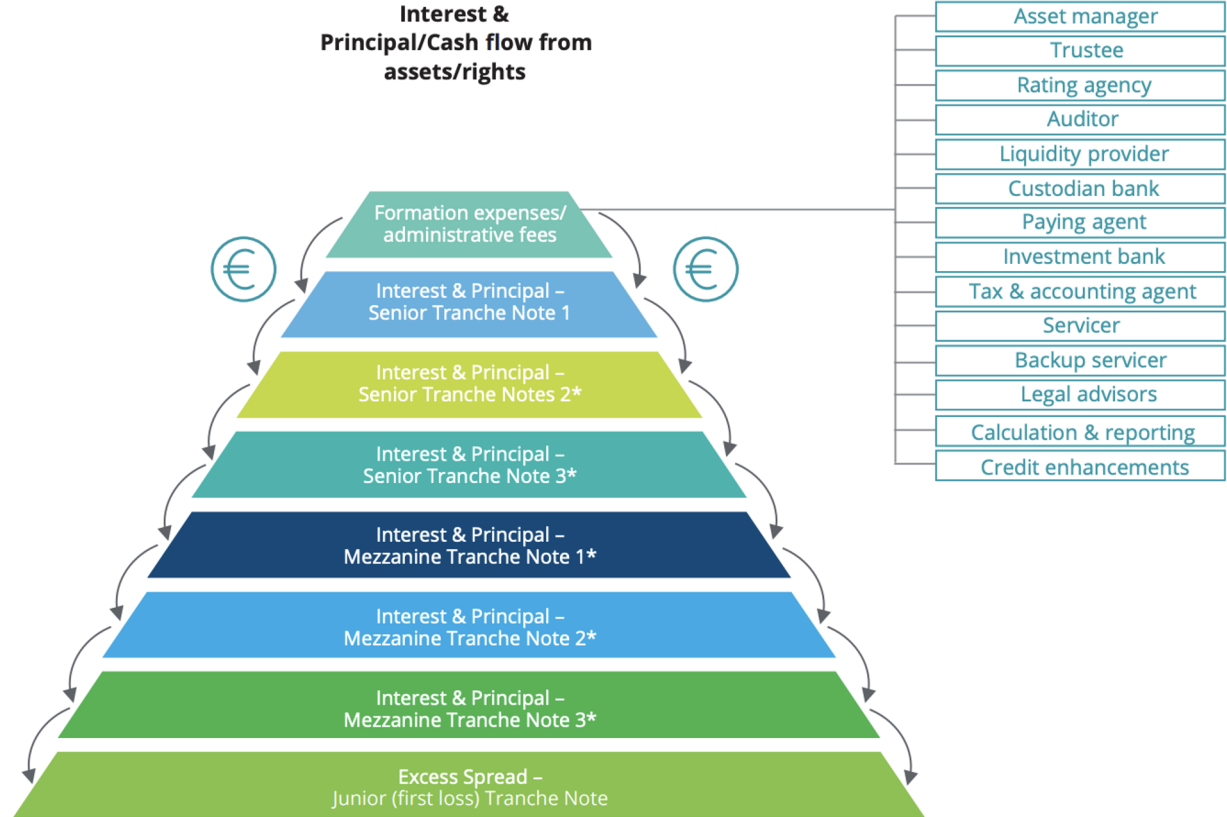 Interest &
Principal/Cash flow from
assets/rights
Formation expenses/
administrative fees
€
€
Interest & Principal –
Senior Tranche Note 1
Interest & Principal –
Senior Tranche Notes 2*
Interest & Principal –
Senior Tranche Note 3*
Interest & Principal –
Mezzanine Tranche Note 1*
Interest & Principal –
Mezzanine Tranche Note 2*
Interest & Principal –
Mezzanine Tranche Note 3*
Excess Spread –
Junior (first loss) Tranche Note
Asset manager
Trustee
Rating agency
Auditor
Liquidity provider
Custodian bank
Paying agent
Investment bank
Tax & accounting agent
Servicer
Backup servicer
Legal advisors
Calculation & reporting
Credit enhancements